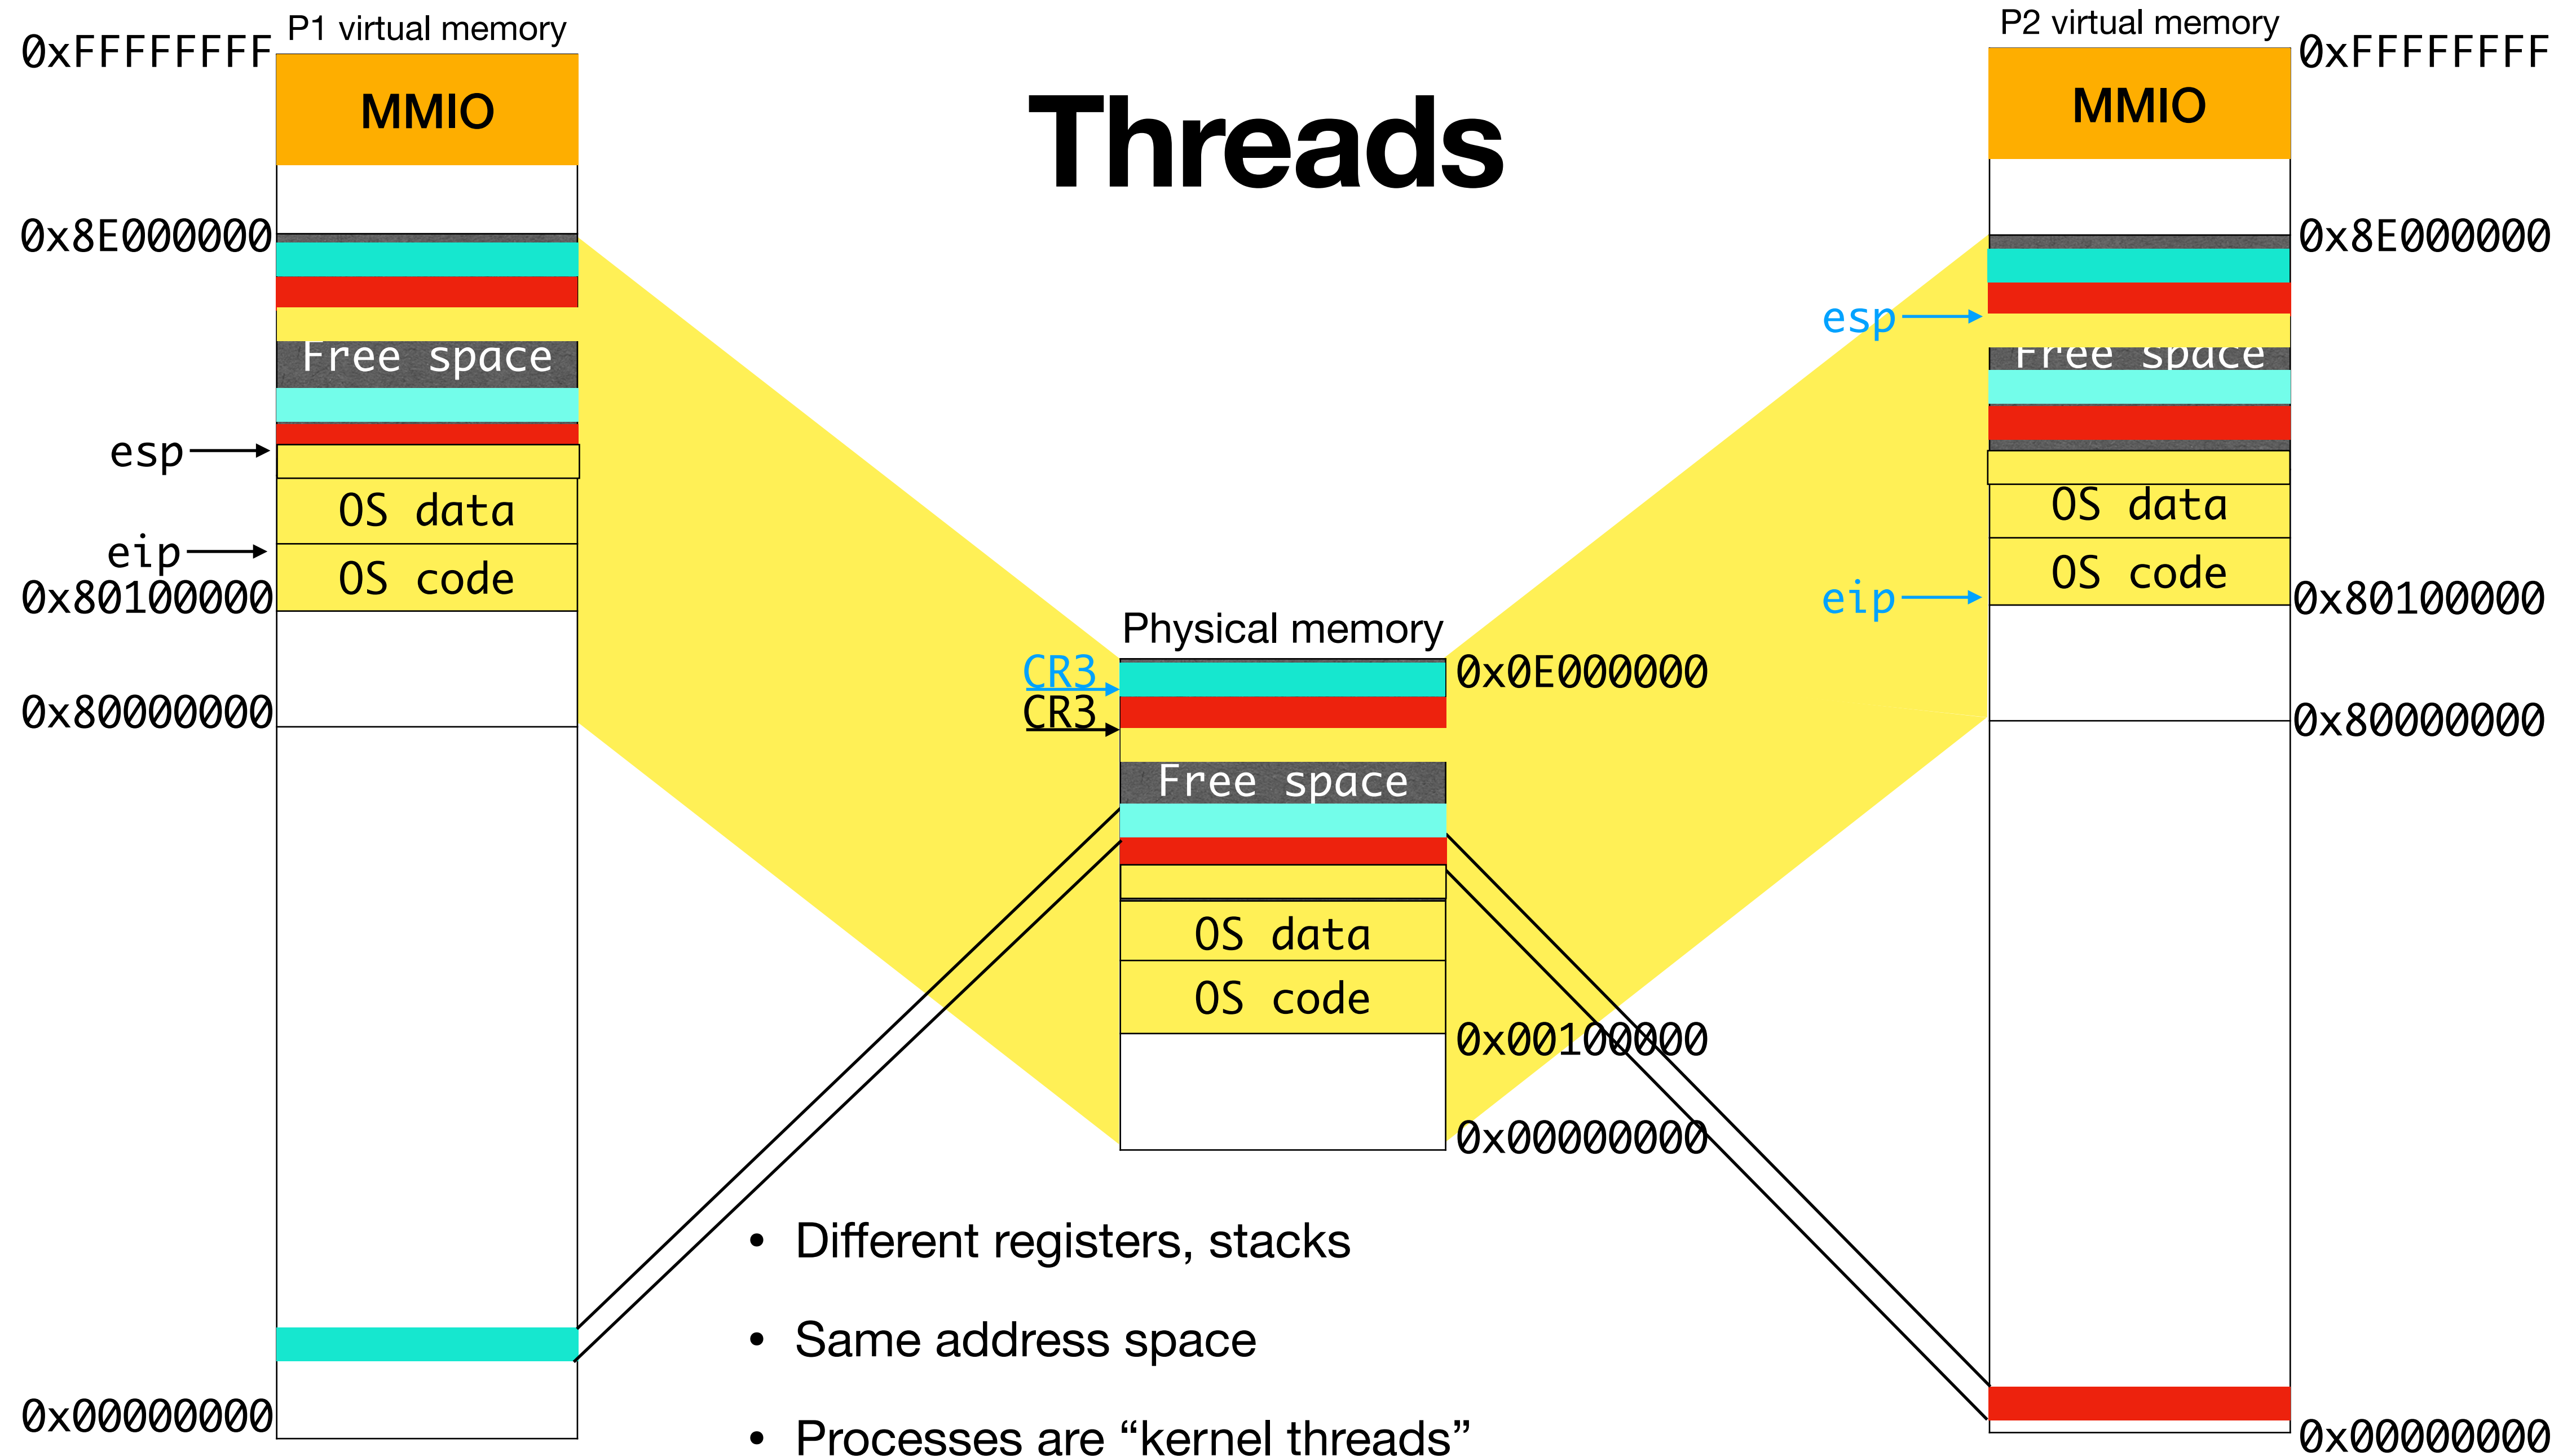 P1 virtual memory
0xFFFFFFFF
MMIO
0x8E000000
Free space
esp
OS data
eip
OS code
0x80100000
0x80000000
0x00000000
Threads
Physical memory
CR3
CR3
0x0E000000
Free space
OS data
OS code
0x00100000
0x00000000
• Different registers, stacks
• Same address space
• Processes are “kernel threads”
P2 virtual memory
0xFFFFFFFF
MMIO
0x8E000000
esp
Free space
OS data
OS code
eip
0x80100000
0x80000000
0x00000000